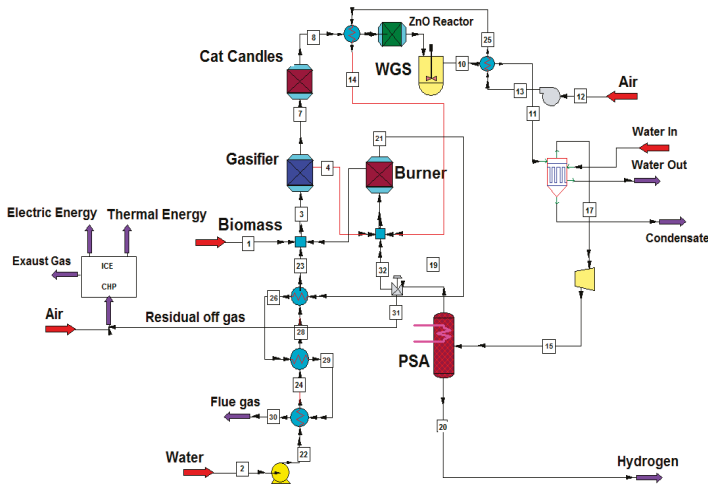 ZnO Reactor
8
25
Cat Candles
WGS
10
14
13
12
Air
11
7
Water In
21
Gasifier
4
Burner
Water Out
Electric Energy
Thermal Energy
3
17
Biomass
1
Condensate
23
19
Exaust Gas
ICE
CHP
32
26
Air
Residual off gas
31
28
15
29
PSA
24
Flue gas
30
20
22
Water
2
Hydrogen